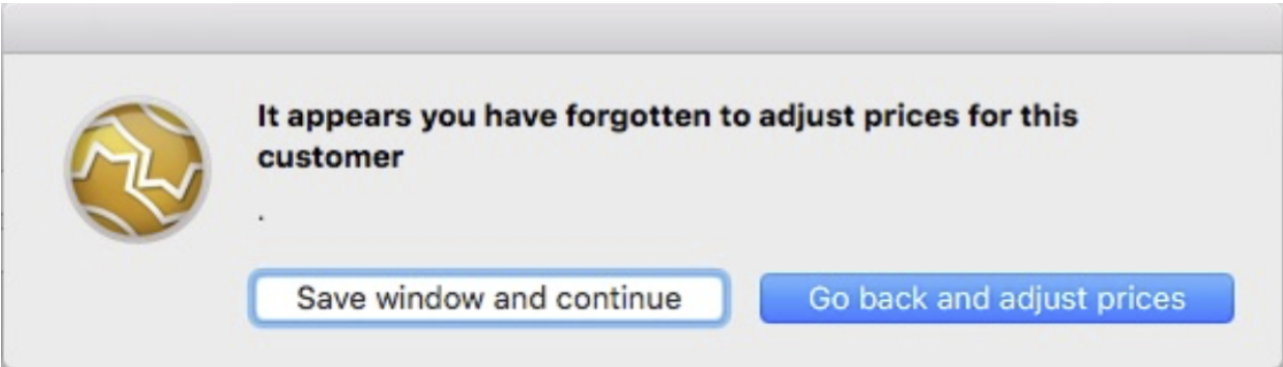 It appears you have forgotten to adjust prices for this
customer
.
Save window and continue
Go back and adjust prices